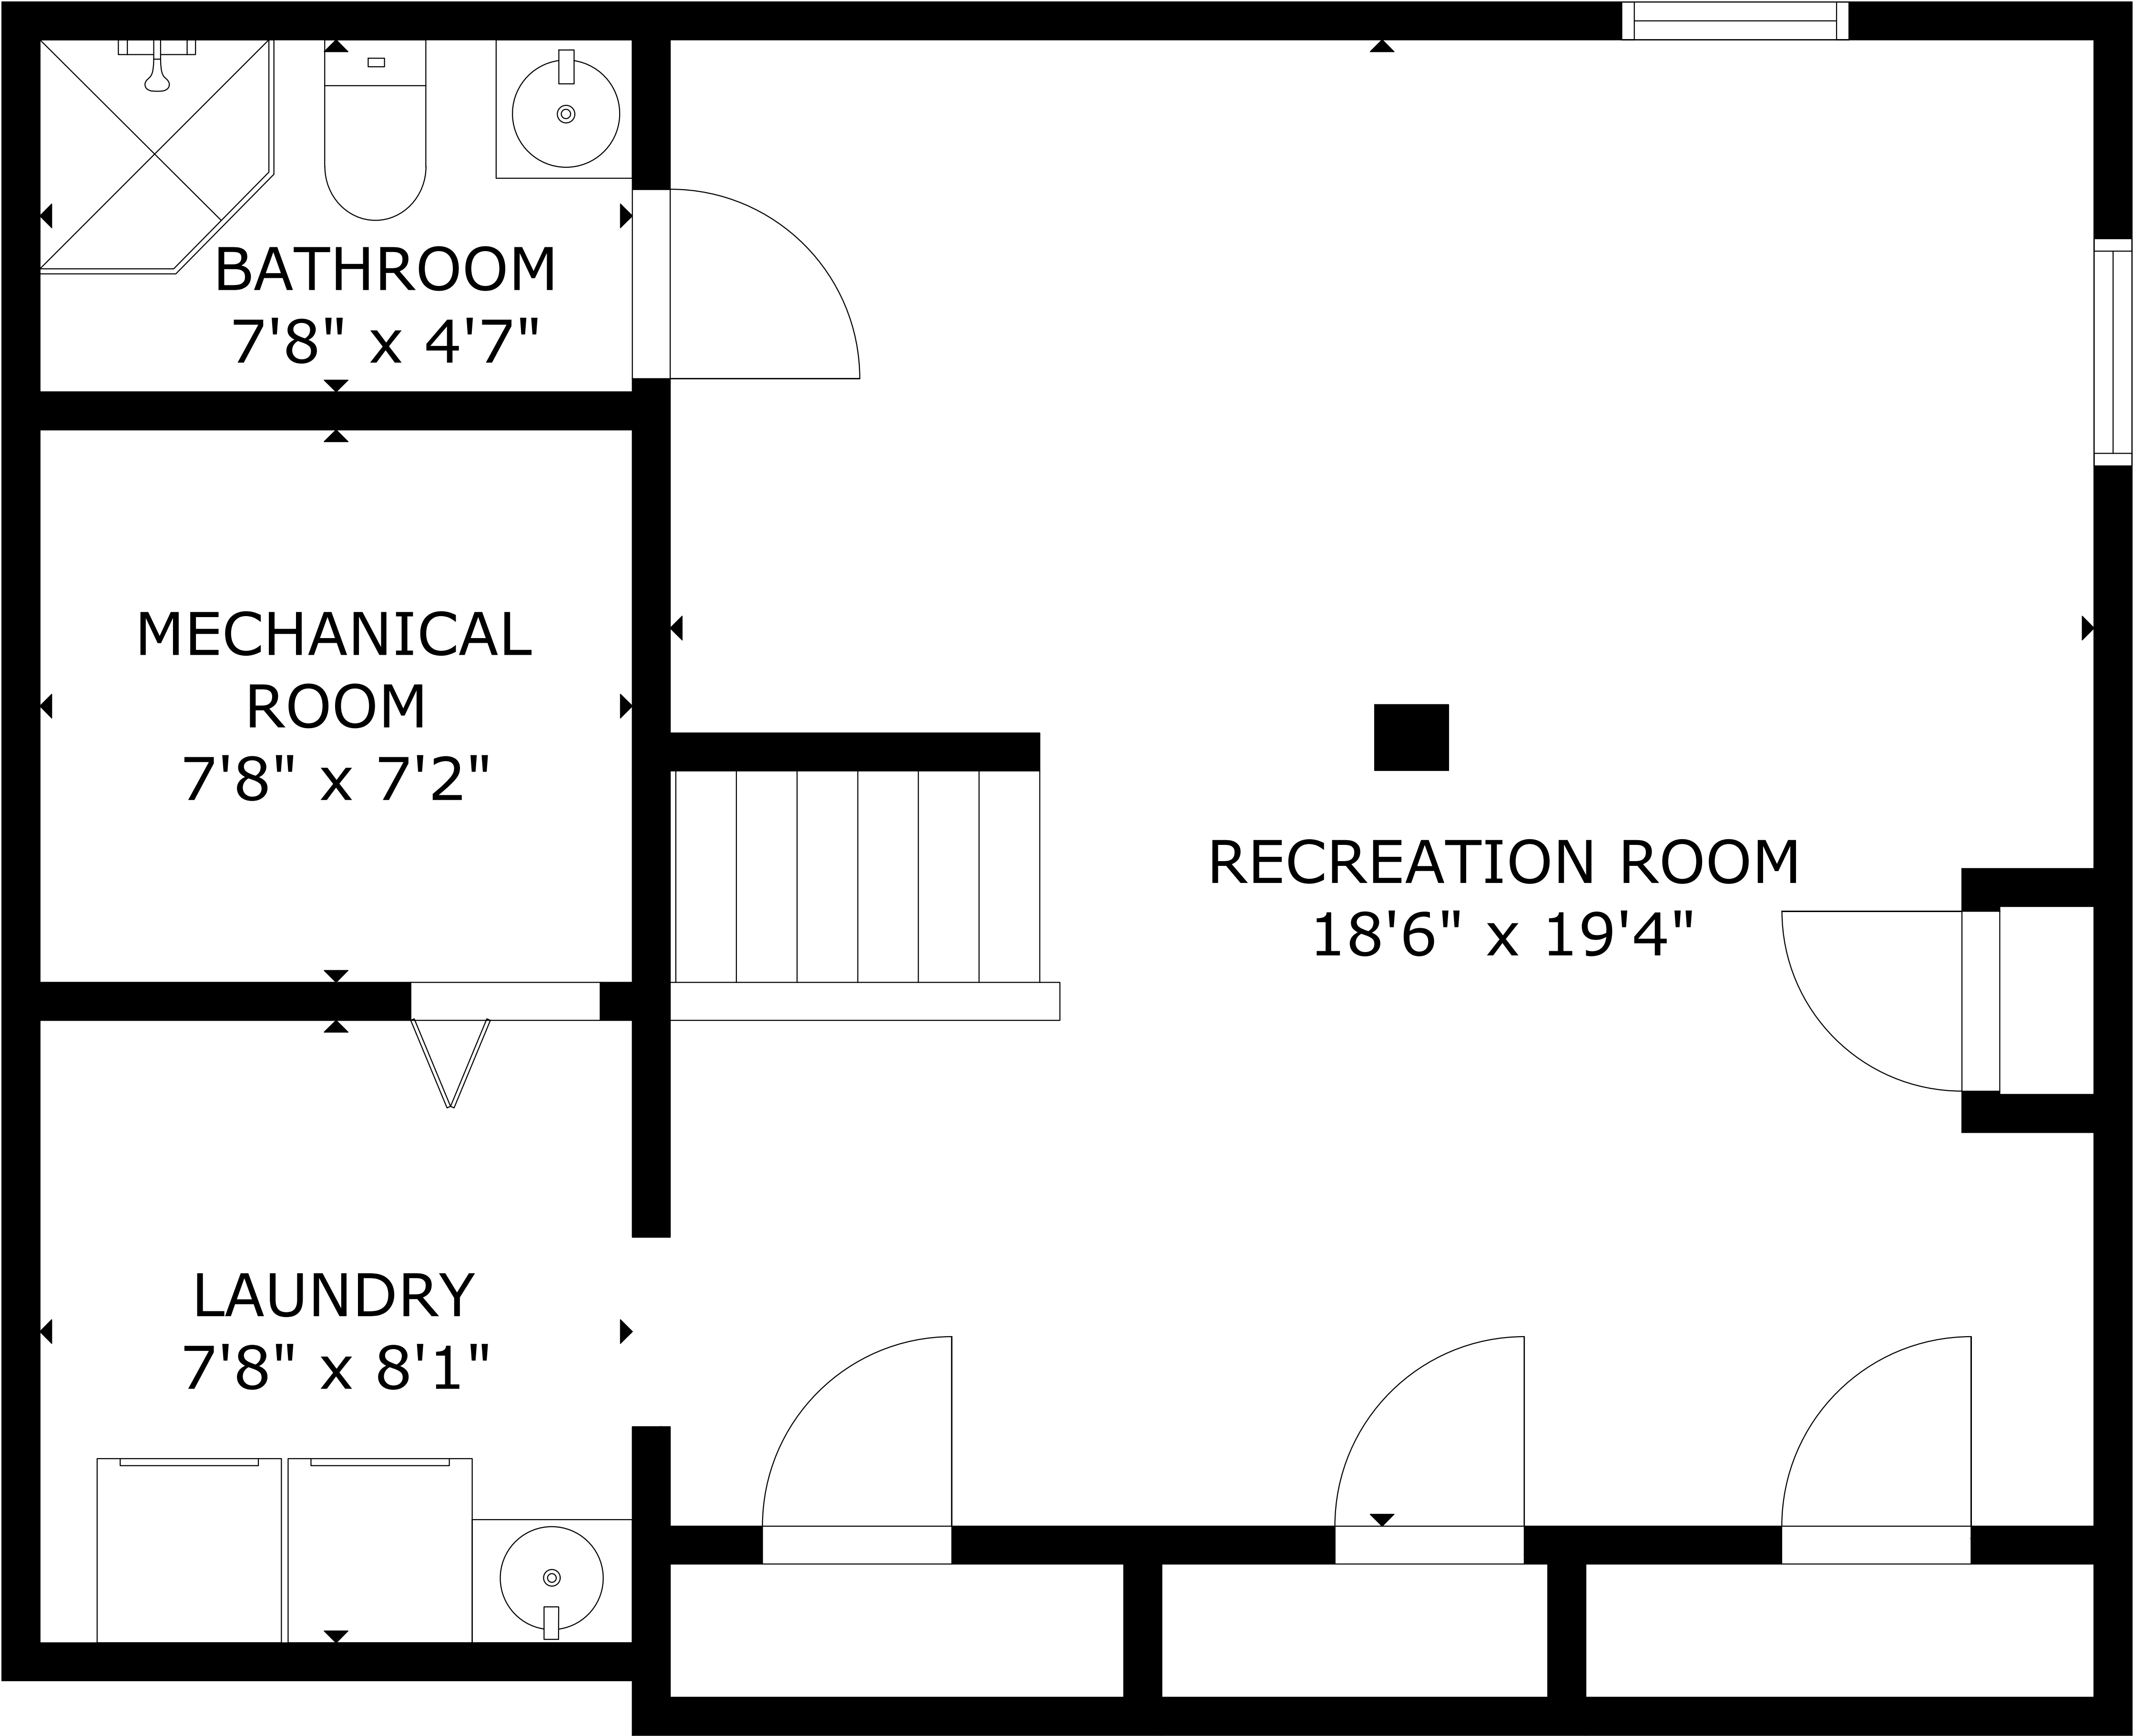 BATHROOM
7'8" x 4'7"
MECHANICAL
ROOM
7'8" x 7'2"
RECREATION ROOM
18'6" x 19'4"
LAUNDRY
7'8" x 8'1"